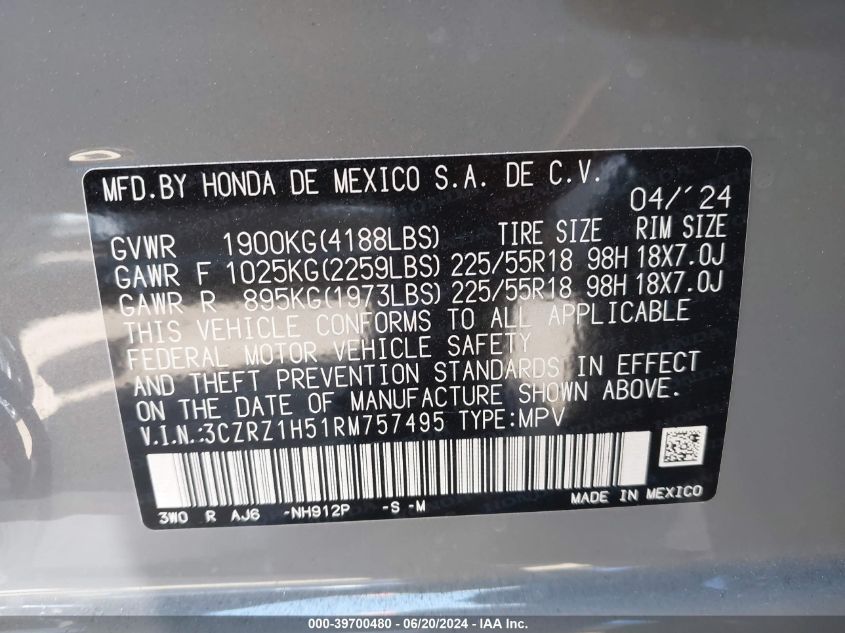 MFD.BY HONDA DE MEXICO S.A. DE C.V.
04/'24
GVWR 1900KG(4188LBS) TIRE SIZE RIM SIZE
GAWR F 1025KG(2259LBS) 225/55R18 98H 18X7.0J
GAWR R 895KG(1973LBS) 225/55R18 98H 18X7.0J
THIS VEHICLE CONFORMS TO ALL APPLICABLE
FEDERAL MOTOR VEHICLE SAFETY
AND THEFT PREVENTION STANDARDS IN EFFECT
ON THE DATE OF MANUFACTURE SHOWN ABOVE.
V.I.N.:3CZRZ1H51RM757495 TYPE:MPV
MADE IN MEXICO
3WO R AJ6 -NH912P -S -M
000-39700480 - 06/20/2024 - IAAI Inc.